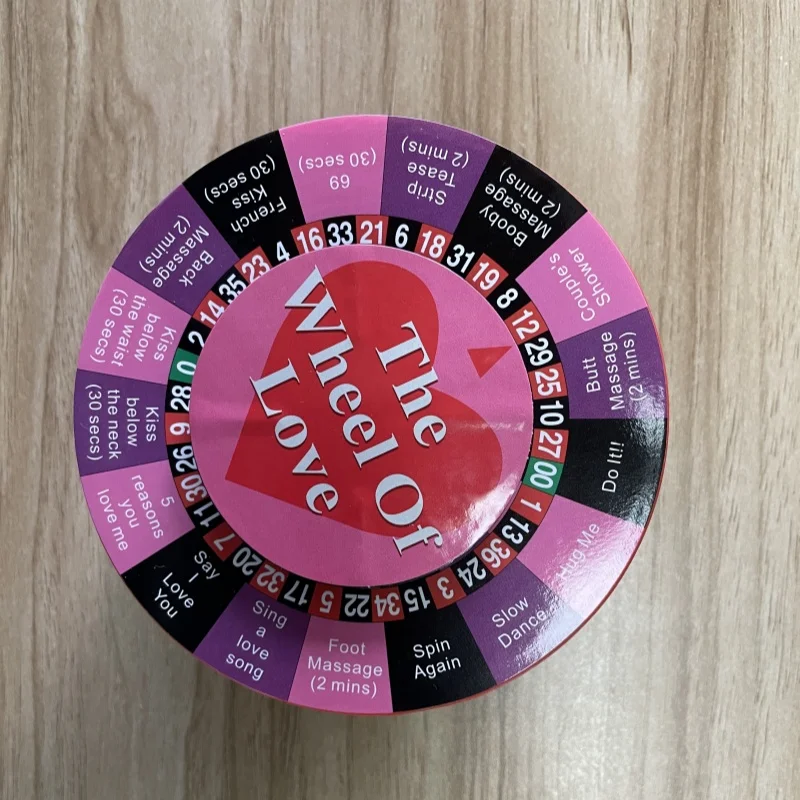 The
Wheel Of
Love
69
(30 secs)
Strip
Tease
(2 mins)
Booby
Massage
(2 mins)
Couple's
Shower
Butt
Massage
(2 mins)
Do It!!
Hug Me
Slow
Dance
Spin
Again
Foot
Massage
(2 mins)
Sing
a
love
song
Say
I
Love
You
5
reasons
you
love me
Kiss
below
the neck
(30 secs)
Kiss
below
the waist
(30 secs)
Back
Massage
(2 mins)
French
Kiss
(30 secs)
16 33 21 6 18 31 19 8 12 29 25 10 27 00 1 13 36 24 3 15 34 22 5 17 32 20 7 11 30 26 9 28 0 2 14 35 23 4